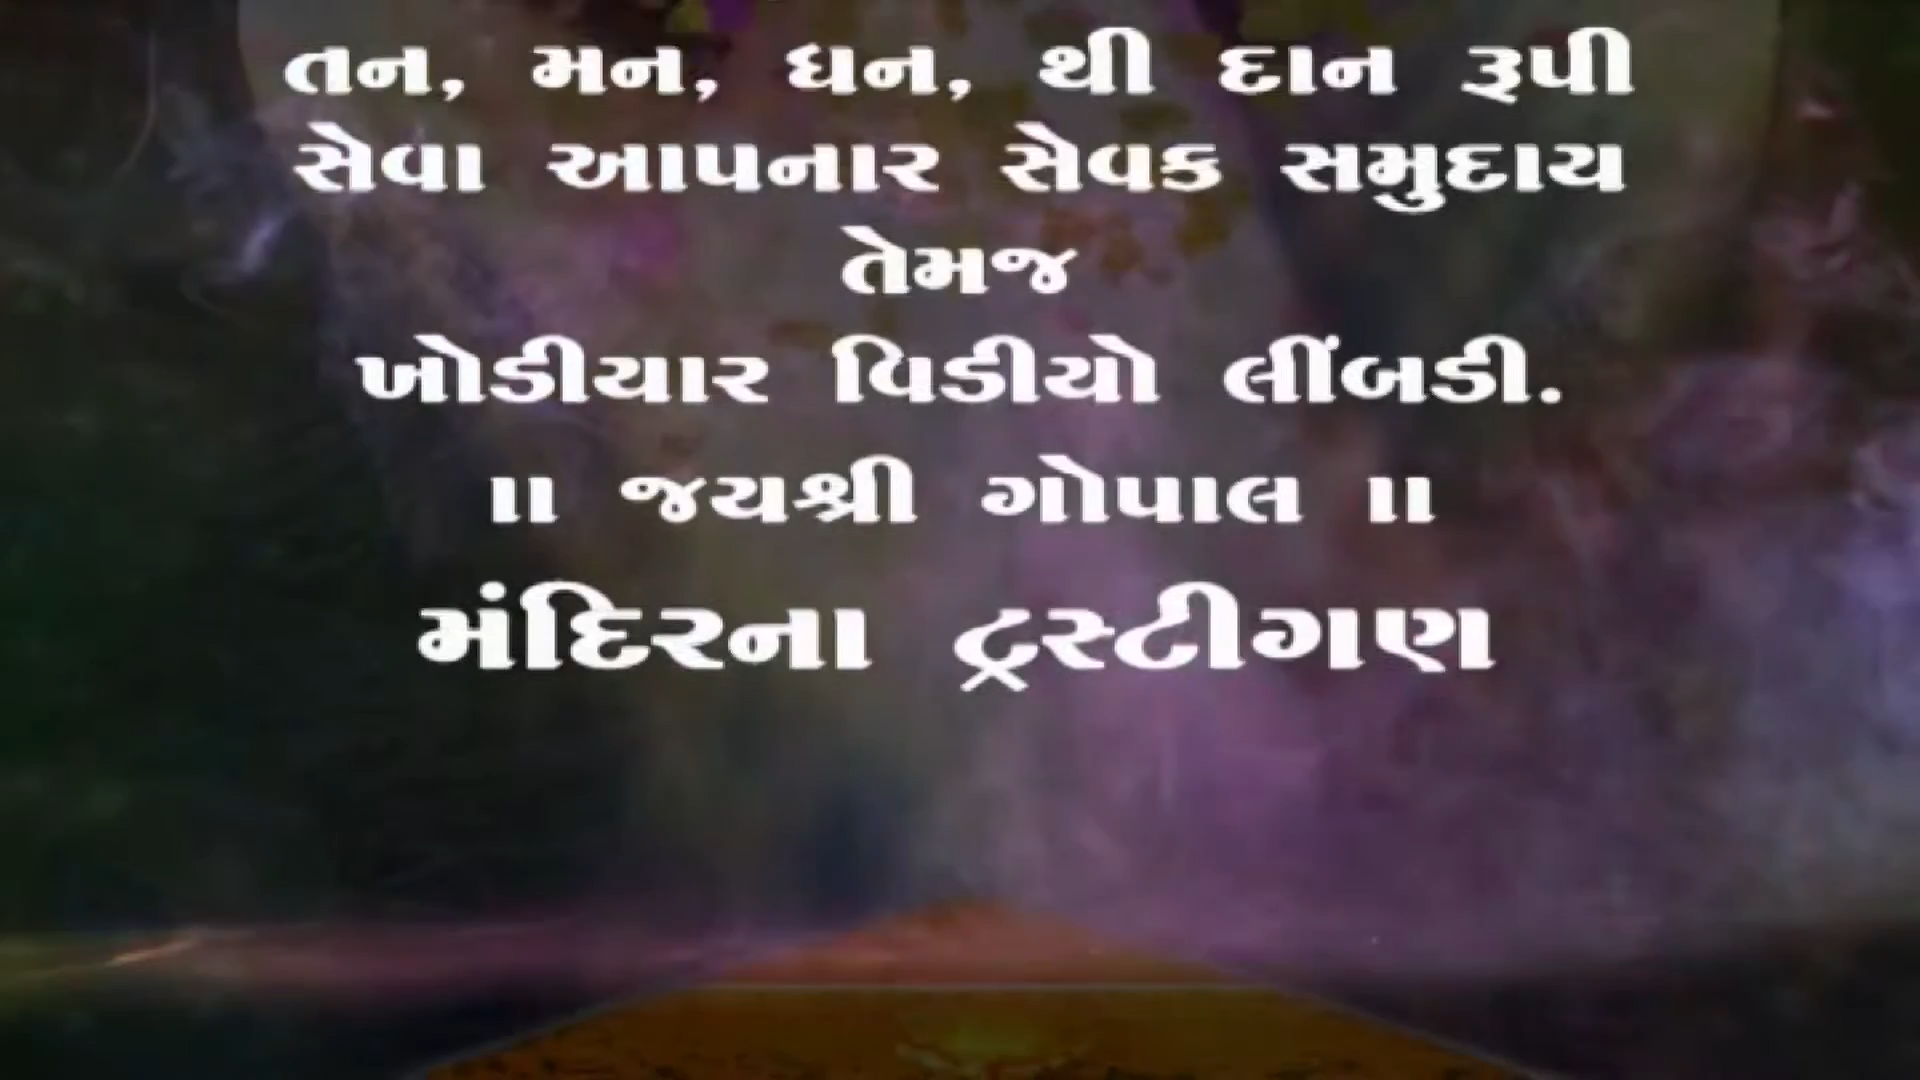 તન, મન, ધન, થી દાન રૂપી
સેવા આપનાર સેવક સમુદાય
તેમજ
ખોડીયાર વિડીયો લીંબડી.
॥ જયશ્રી ગોપાલ ॥
મંદિરના ટ્રસ્ટીગણ